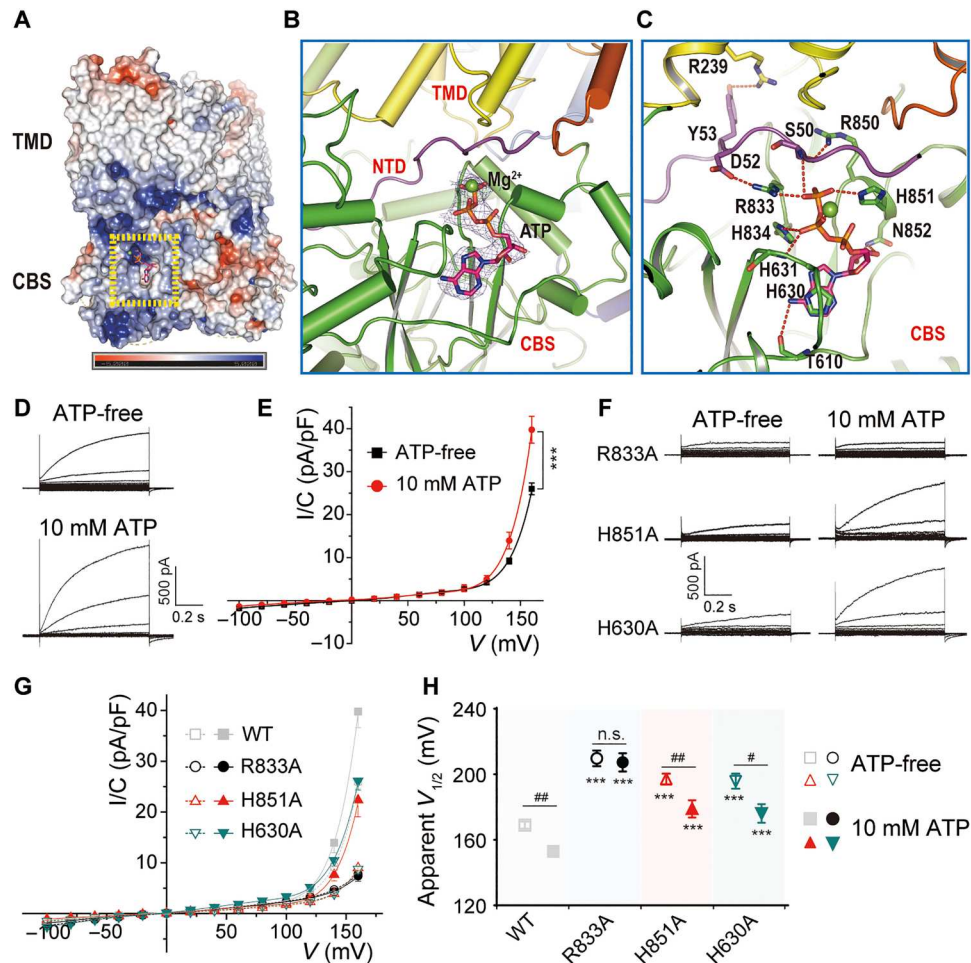 A
TMD
CBS
B
TMD
NTD
Mg²⁺
ATP
CBS
C
R239
Y53
S50
R850
D52
R833
H851
H834
N852
H631
H630
CBS
T610
D
ATP-free
10 mM ATP
500 pA
0.2 s
E
I/C (pA/pF)
40
30
20
10
−10
−100
−50
50
100
150
V (mV)
ATP-free
10 mM ATP
***
F
ATP-free
10 mM ATP
R833A
H851A
500 pA
0.2 s
H630A
G
I/C (pA/pF)
40
30
20
10
0
−100
−50
50
100
150
V (mV)
WT
R833A
H851A
H630A
H
Apparent V1/2 (mV)
240
200
160
120
##
n.s.
*** ***
##
***
***
#
***
***
WT
R833A
H851A
H630A
ATP-free
10 mM ATP